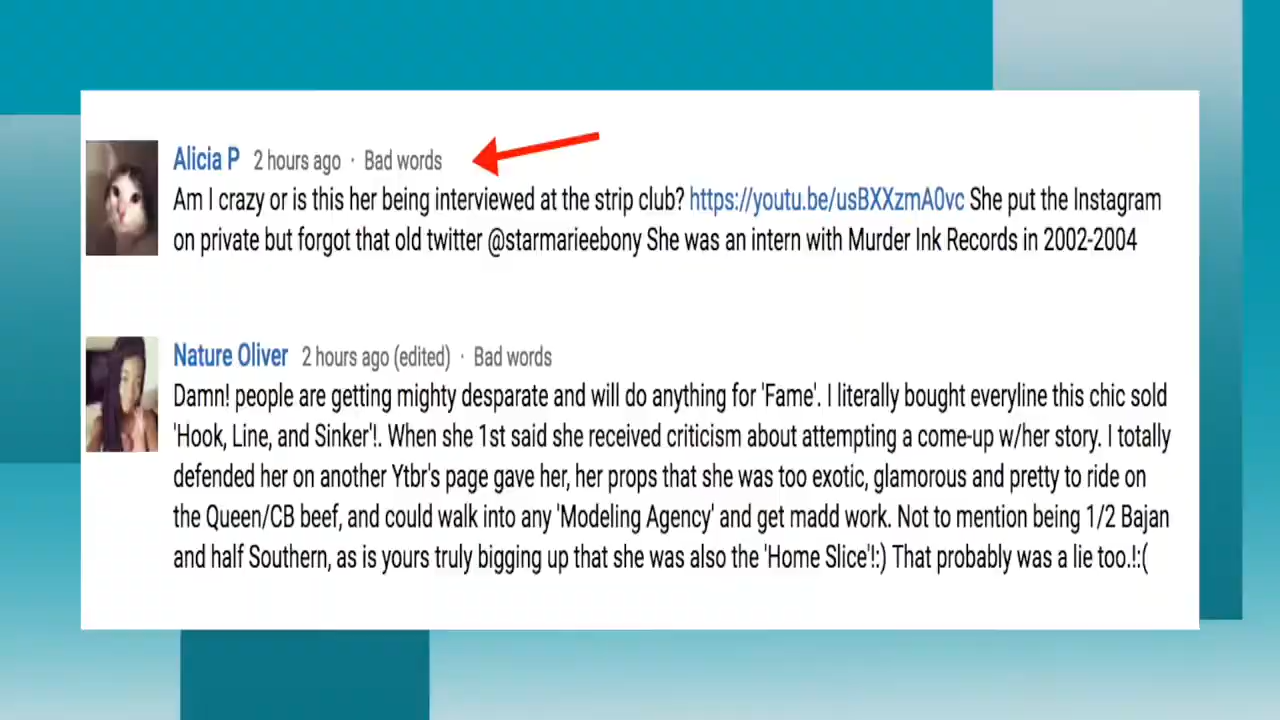 Alicia P 2 hours ago · Bad words
Am I crazy or is this her being interviewed at the strip club? https://youtu.be/usBXXzmA0vc She put the Instagram
on private but forgot that old twitter @starmarieebony She was an intern with Murder Ink Records in 2002-2004
Nature Oliver 2 hours ago (edited) · Bad words
Damn! people are getting mighty desparate and will do anything for 'Fame'. I literally bought everyline this chic sold
'Hook, Line, and Sinker'!. When she 1st said she received criticism about attempting a come-up w/her story. I totally
defended her on another Ytbr's page gave her, her props that she was too exotic, glamorous and pretty to ride on
the Queen/CB beef, and could walk into any 'Modeling Agency' and get madd work. Not to mention being 1/2 Bajan
and half Southern, as is yours truly bigging up that she was also the 'Home Slice'!:) That probably was a lie too.!:(